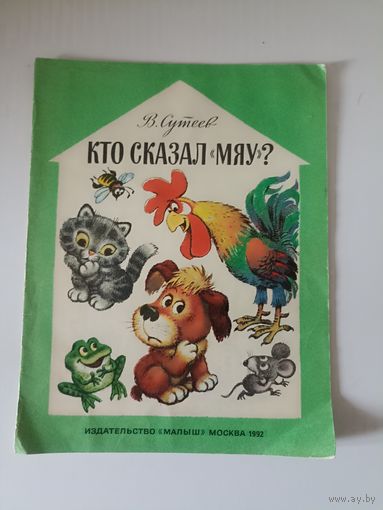 В. Сутеев
КТО СКАЗАЛ «МЯУ»?
ИЗДАТЕЛЬСТВО «МАЛЫШ» МОСКВА 1992
www.ay.by